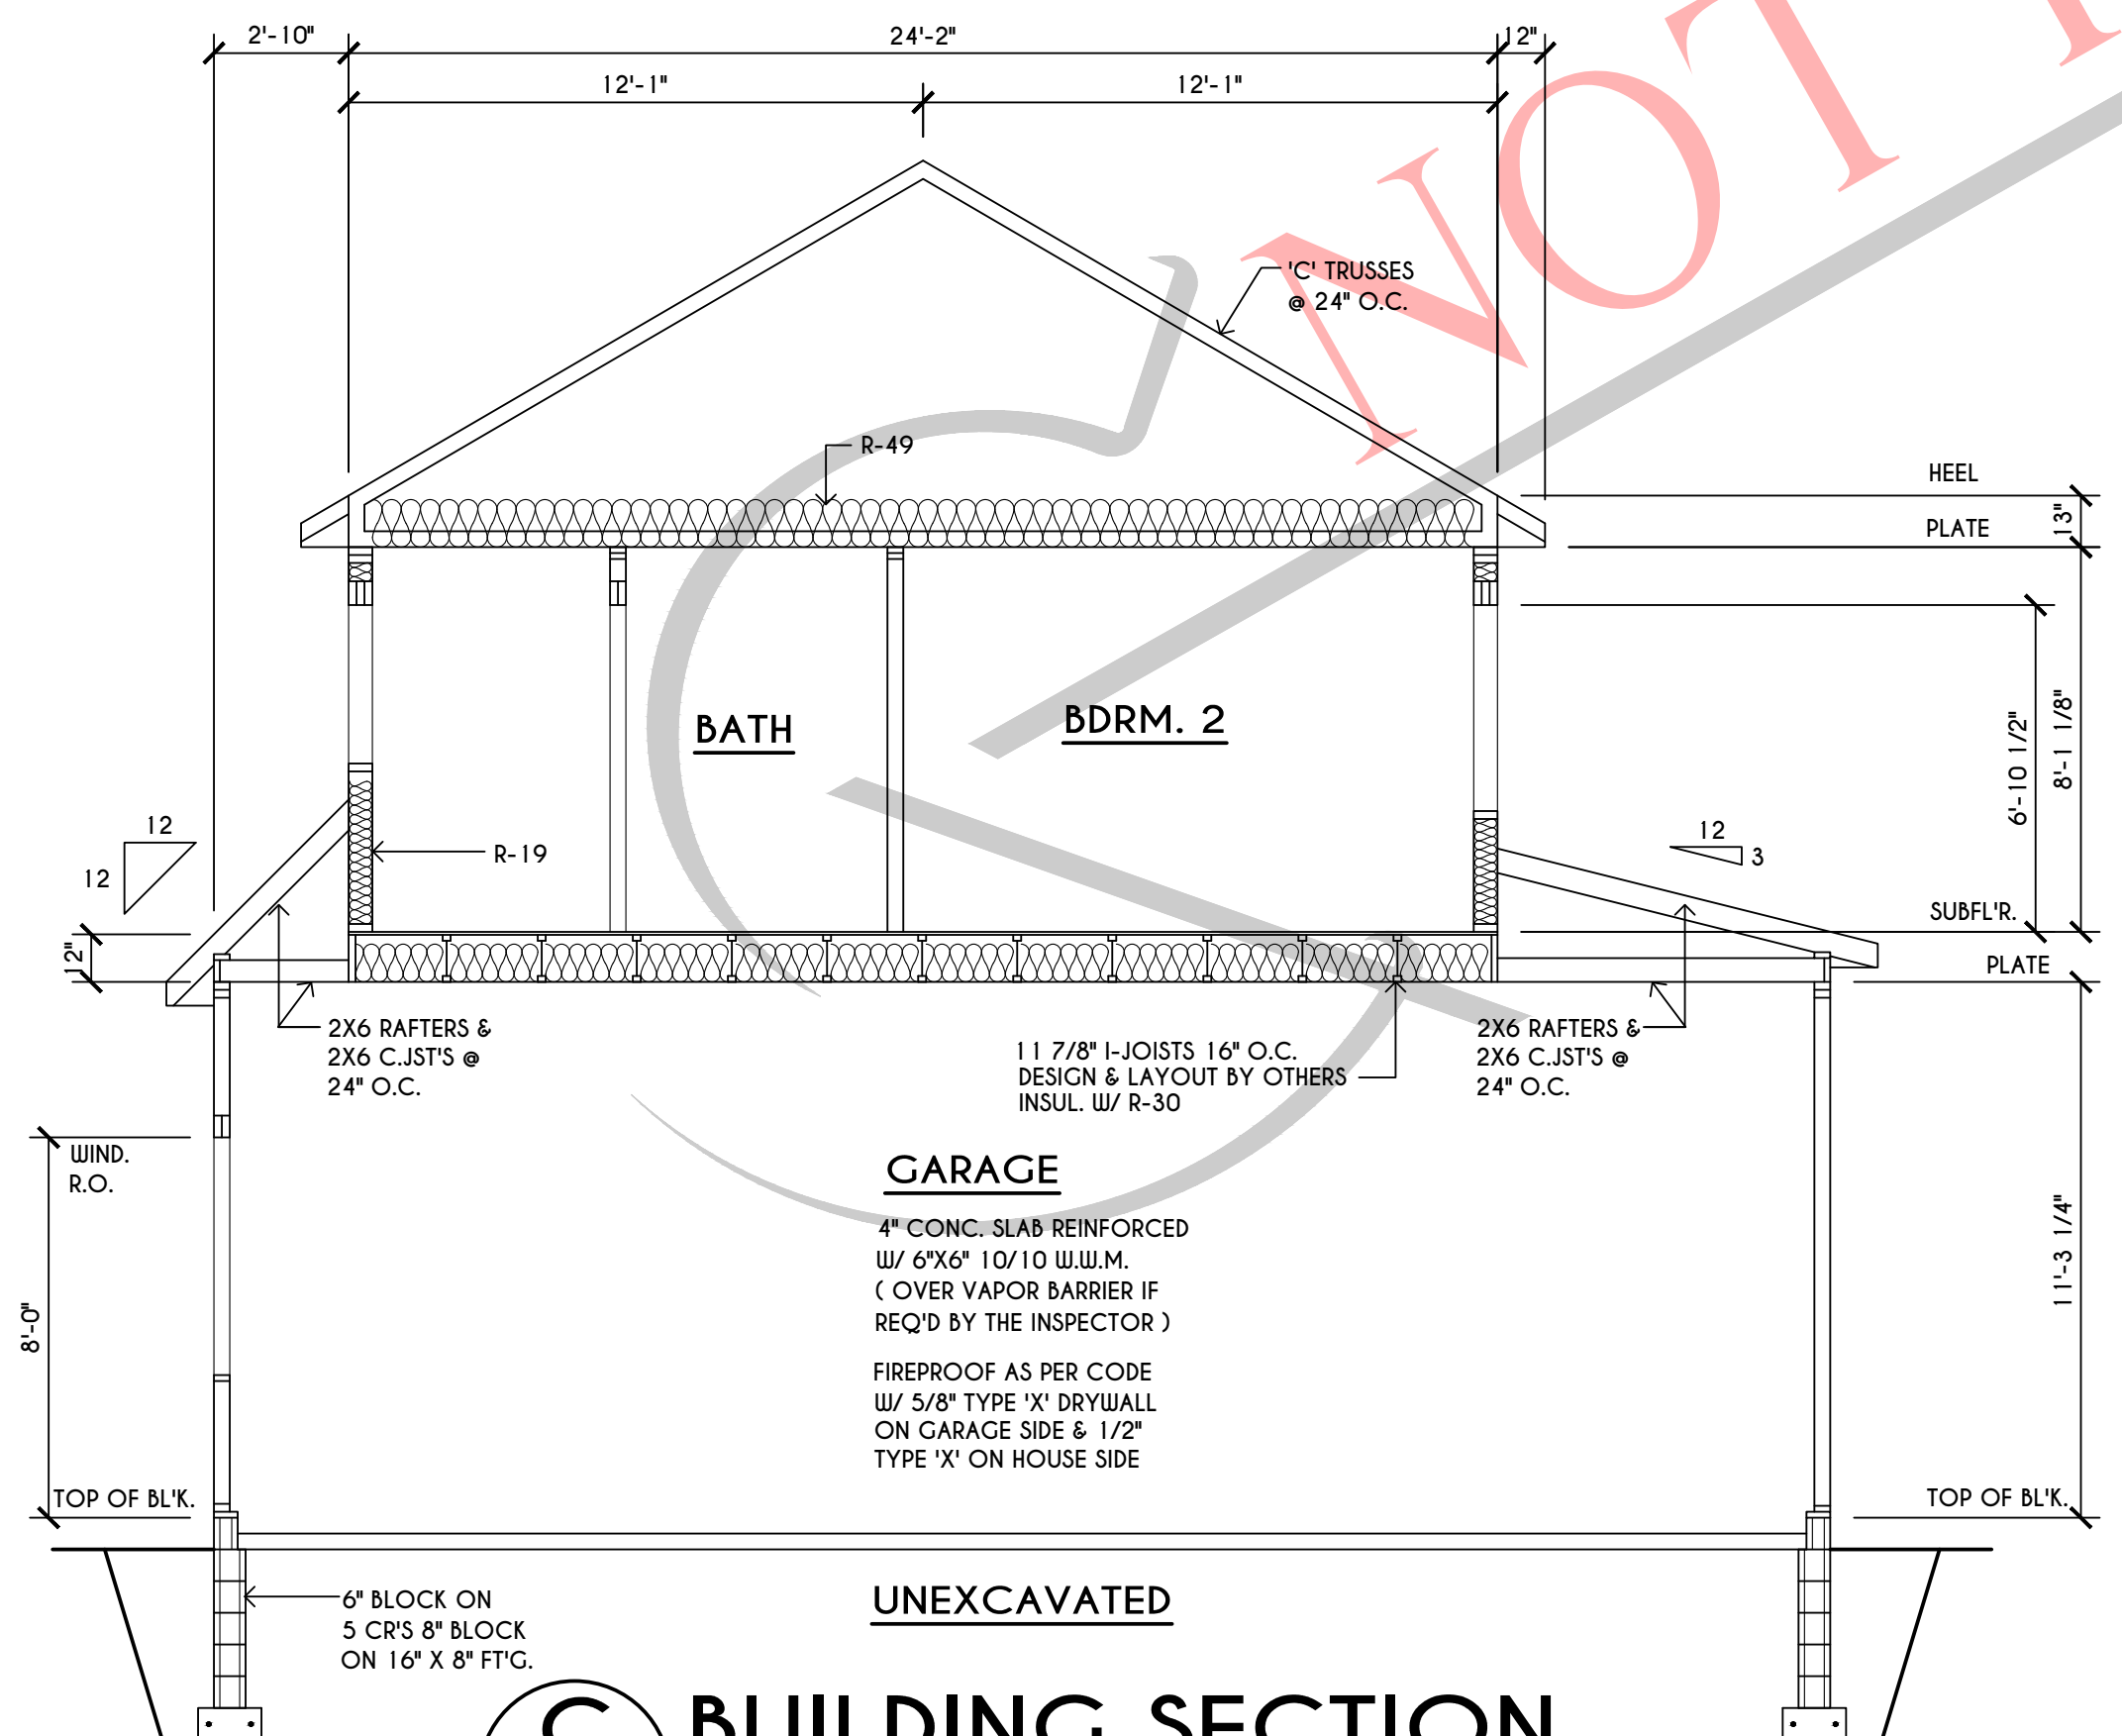 2'-10"
24'-2"
12"
12'-1"
12'-1"
NOT
'C' TRUSSES
@ 24" O.C.
R-49
HEEL
13"
PLATE
BATH
BDRM. 2
6'-10 1/2"
8'-1 1/8"
12
12
R-19
12
3
SUBFL'R.
12"
PLATE
2X6 RAFTERS &
2X6 C.JST'S @
24" O.C.
11 7/8" I-JOISTS 16" O.C.
DESIGN & LAYOUT BY OTHERS
INSUL. W/ R-30
2X6 RAFTERS &
2X6 C.JST'S @
24" O.C.
WIND.
R.O.
8'-0"
GARAGE
4" CONC. SLAB REINFORCED
W/ 6"X6" 10/10 W.W.M.
( OVER VAPOR BARRIER IF
REQ'D BY THE INSPECTOR )
FIREPROOF AS PER CODE
W/ 5/8" TYPE 'X' DRYWALL
ON GARAGE SIDE & 1/2"
TYPE 'X' ON HOUSE SIDE
11'-3 1/4"
TOP OF BL'K.
TOP OF BL'K.
6" BLOCK ON
5 CR'S 8" BLOCK
ON 16" X 8" FT'G.
UNEXCAVATED
C BUILDING SECTION